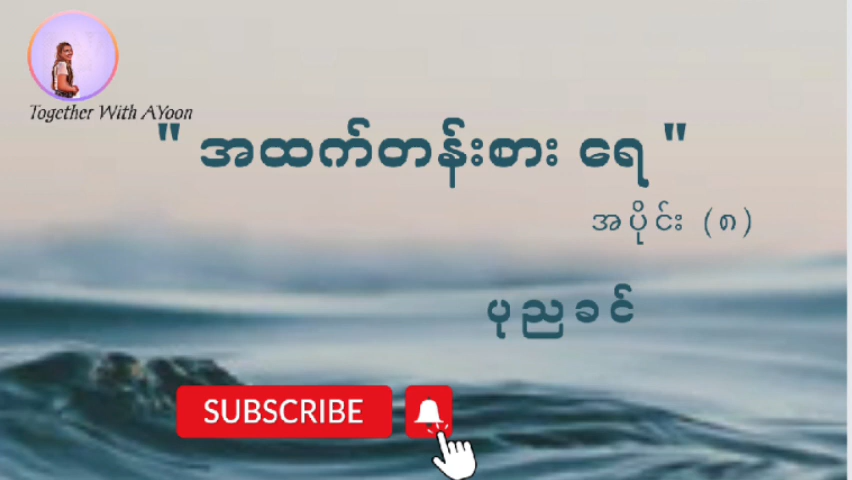 Together With AYoon
" အထက်တန်းစား ရေ "
အပိုင်း (၈)
ပုညခင်
SUBSCRIBE